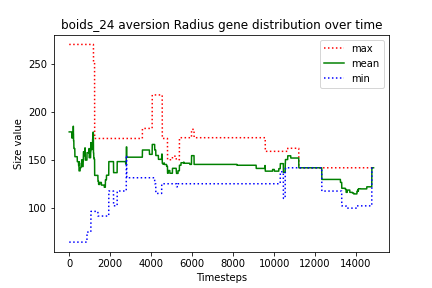 boids_24 aversion Radius gene distribution over time
max
mean
min
Size value
250
200
150
100
0
2000
4000
6000
8000
10000
12000
14000
Timesteps